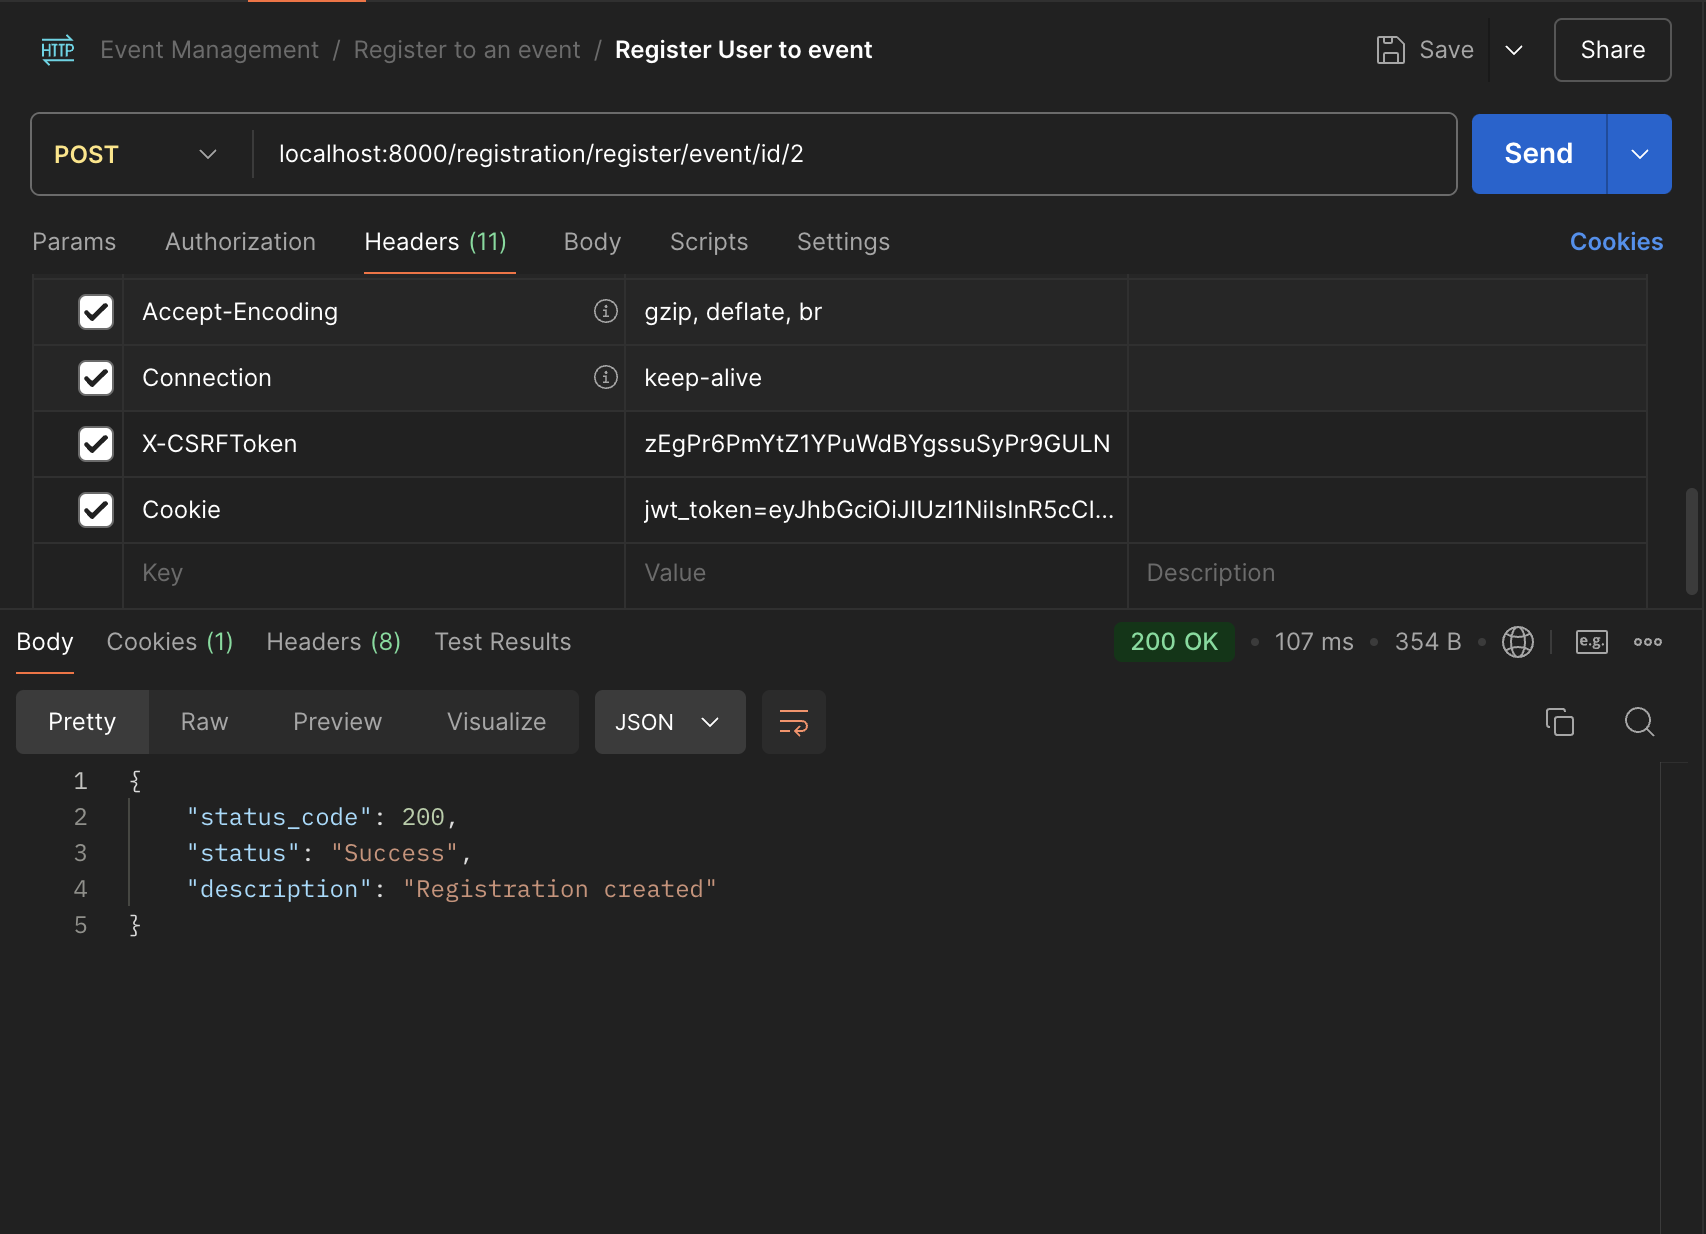 HTTP Event Management / Register to an event / Register User to event Save Share
POST localhost:8000/registration/register/event/id/2 Send
Params Authorization Headers (11) Body Scripts Settings Cookies
Accept-Encoding gzip, deflate, br
Connection keep-alive
X-CSRFToken zEgPr6PmYtZ1YPuWdBYgssuSyPr9GULN
Cookie jwt_token=eyJhbGciOiJIUzI1NiIsInR5cCI...
Key Value Description
Body Cookies (1) Headers (8) Test Results 200 OK • 107 ms • 354 B • e.g.
Pretty Raw Preview Visualize JSON
1 {
2 "status_code": 200,
3 "status": "Success",
4 "description": "Registration created"
5 }